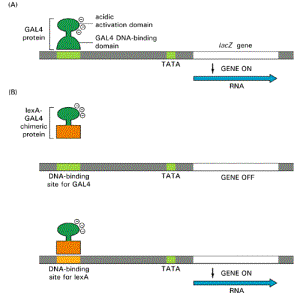 (A)
GAL4
protein
acidic
activation domain
GAL4 DNA-binding
domain
lacZ gene
TATA
GENE ON
RNA
(B)
lexA-
GAL4
chimeric
protein
DNA-binding
site for GAL4
TATA
GENE OFF
DNA-binding
site for lexA
TATA
GENE ON
RNA